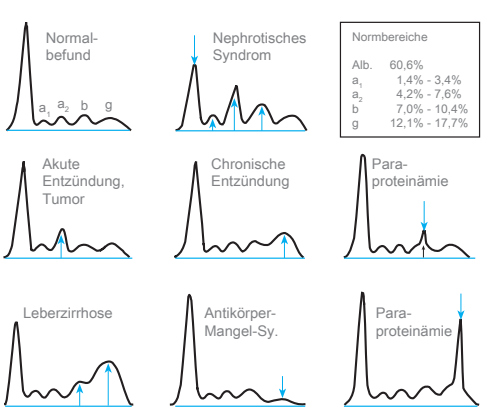 Normal-
befund
a1 a2 b g
Nephrotisches
Syndrom
Normbereiche
Alb. 60,6%
a1 1,4% - 3,4%
a2 4,2% - 7,6%
b 7,0% - 10,4%
g 12,1% - 17,7%
Akute
Entzündung,
Tumor
Chronische
Entzündung
Para-
proteinämie
Leberzirrhose
Antikörper-
Mangel-Sy.
Para-
proteinämie